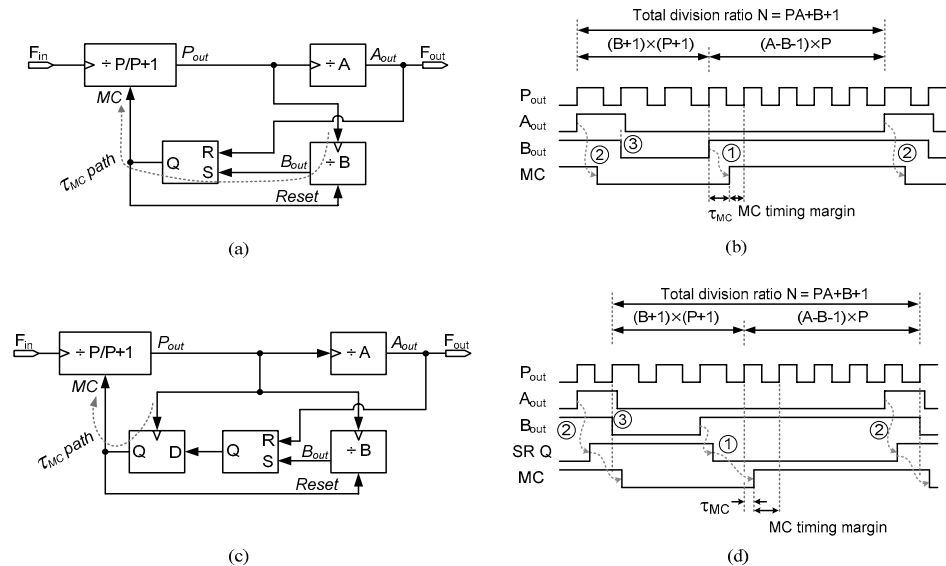 F_in
÷ P/P+1
P_out
÷ A
A_out
F_out
MC
τ_MC path
Q
R
S
B_out
÷ B
Reset
(a)
Total division ratio N = PA+B+1
(B+1)×(P+1)
(A-B-1)×P
P_out
A_out
B_out
MC
③
①
②
②
τ_MC MC timing margin
(b)
F_in
÷ P/P+1
P_out
÷ A
A_out
F_out
MC
τ_MC path
Q
D
Q
R
S
B_out
÷ B
Reset
(c)
Total division ratio N = PA+B+1
(B+1)×(P+1)
(A-B-1)×P
P_out
A_out
B_out
SR Q
MC
②
③
①
②
τ_MC
MC timing margin
(d)